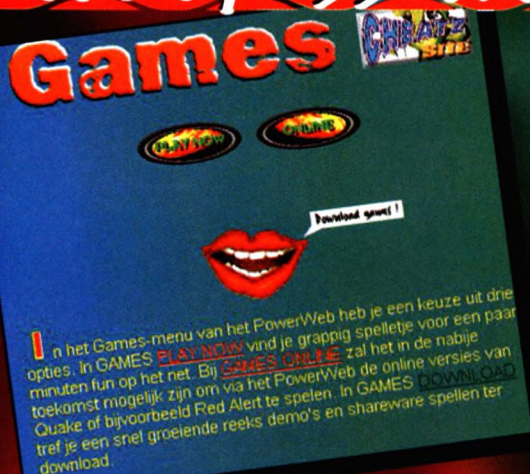 Games
CHEATZ
SITE
PLAY NOW
ONLINE
Download games !
In het Games-menu van het PowerWeb heb je een keuze uit drie
opties. In GAMES PLAY NOW vind je grappig spelletje voor een paar
minuten fun op het net. Bij GAMES ONLINE zal het in de nabije
toekomst mogelijk zijn om via het PowerWeb de online versies van
Quake of bijvoorbeeld Red Alert te spelen. In GAMES DOWNLOAD
tref je een snel groeiende reeks demo's en shareware spellen ter
download.